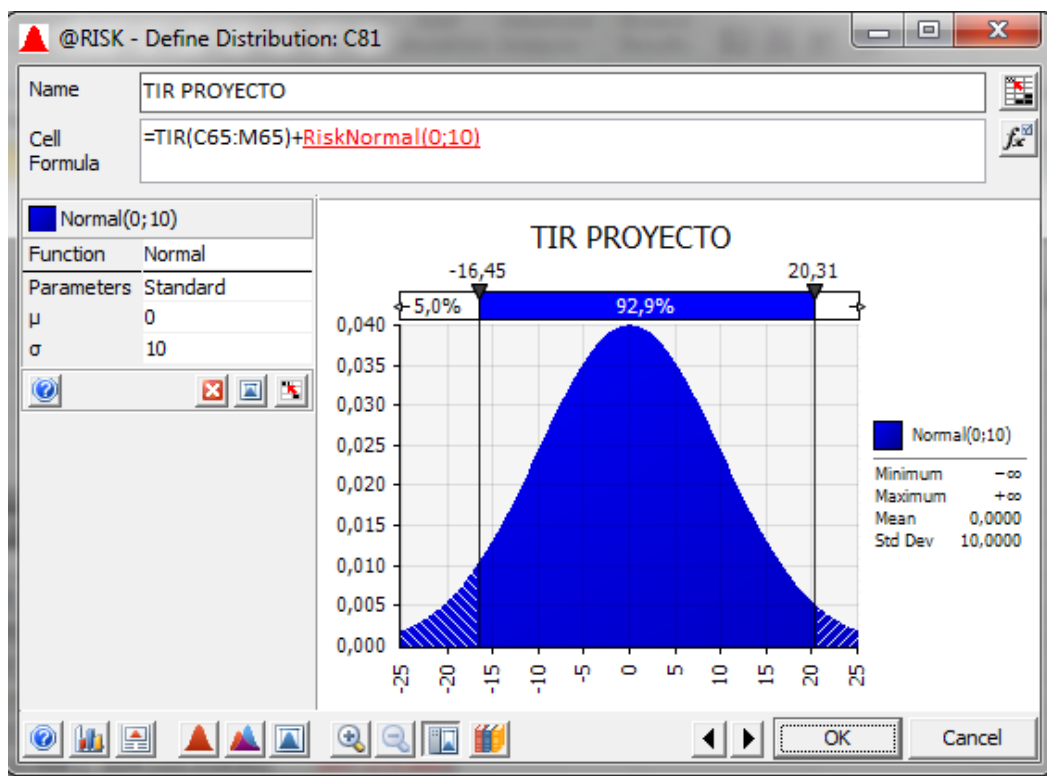 @RISK - Define Distribution: C81
Name TIR PROYECTO
Cell Formula =TIR(C65:M65)+RiskNormal(0;10)
Normal(0;10)
Function Normal
Parameters Standard
μ 0
σ 10
TIR PROYECTO
-16,45 20,31
5,0% 92,9%
0,040
0,035
0,030
0,025
0,020
0,015
0,010
0,005
0,000
-25 -20 -15 -10 -5 0 5 10 15 20 25
Normal(0;10)
Minimum -∞
Maximum +∞
Mean 0,0000
Std Dev 10,0000
OK Cancel